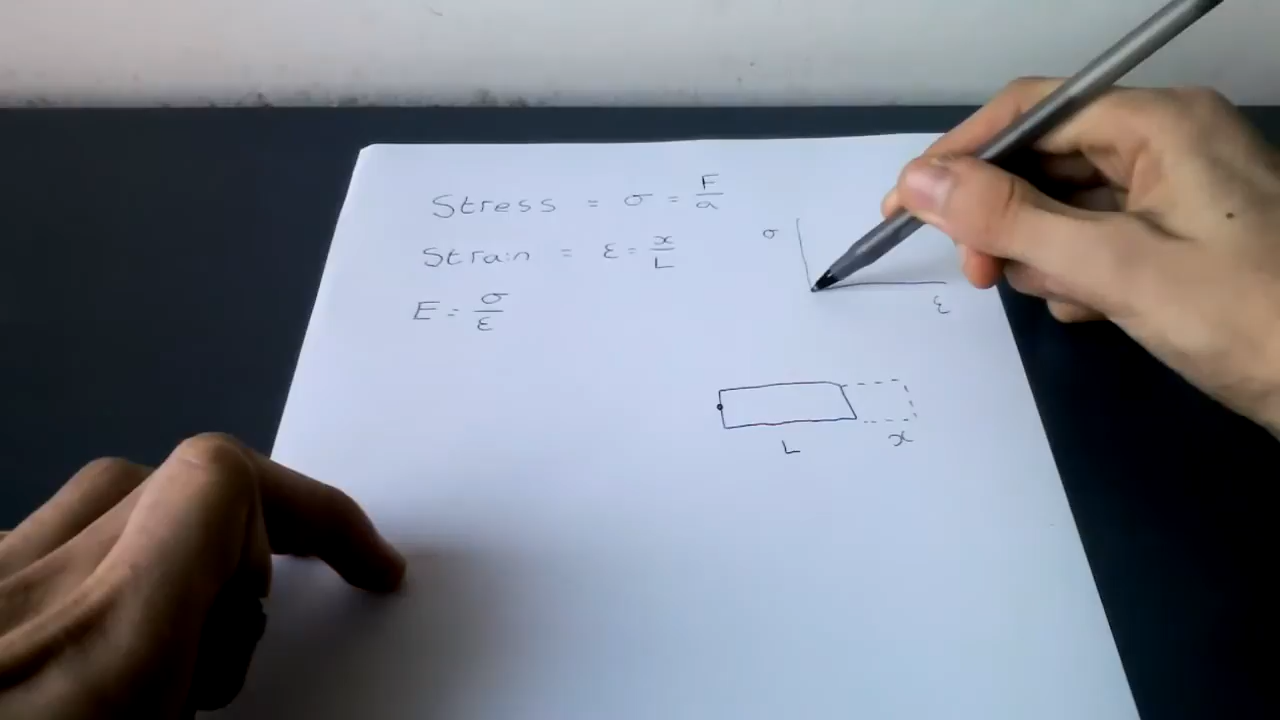 Stress = σ = F/a
Strain = ε = x/L
E = σ/ε
σ
ε
L
x